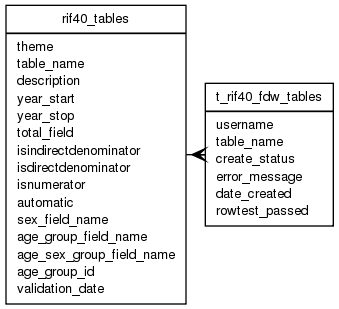 rif40_tables
theme
table_name
description
year_start
year_stop
total_field
isindirectdenominator
isdirectdenominator
isnumerator
automatic
sex_field_name
age_group_field_name
age_sex_group_field_name
age_group_id
validation_date
t_rif40_fdw_tables
username
table_name
create_status
error_message
date_created
rowtest_passed